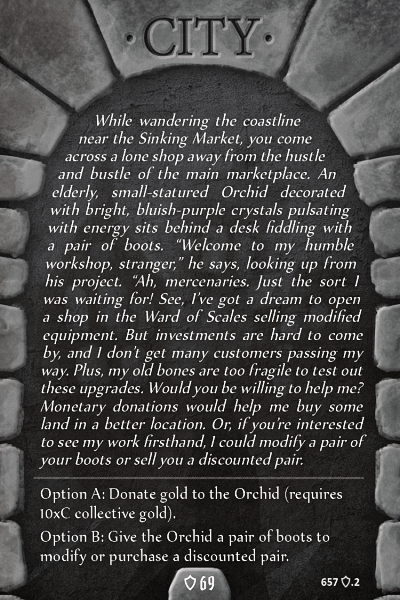 · CITY ·
While wandering the coastline
near the Sinking Market, you come
across a lone shop away from the hustle
and bustle of the main marketplace. An
elderly, small-statured Orchid decorated
with bright, bluish-purple crystals pulsating
with energy sits behind a desk fiddling with
a pair of boots. “Welcome to my humble
workshop, stranger,” he says, looking up from
his project. “Ah, mercenaries. Just the sort I
was waiting for! See, I’ve got a dream to open
a shop in the Ward of Scales selling modified
equipment. But investments are hard to come
by, and I don’t get many customers passing my
way. Plus, my old bones are too fragile to test out
these upgrades. Would you be willing to help me?
Monetary donations would help me buy some
land in a better location. Or, if you’re interested
to see my work firsthand, I could modify a pair of
your boots or sell you a discounted pair.
Option A: Donate gold to the Orchid (requires
10xC collective gold).
Option B: Give the Orchid a pair of boots to
modify or purchase a discounted pair.
69
657 .2